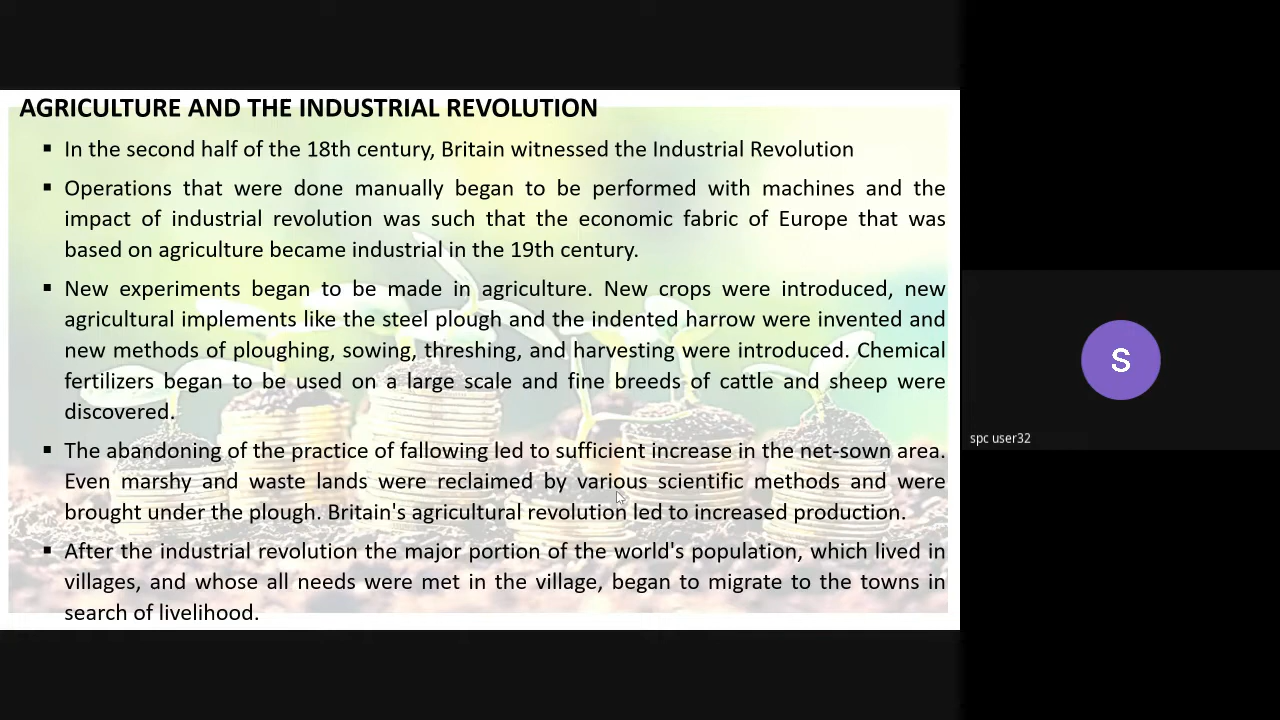 AGRICULTURE AND THE INDUSTRIAL REVOLUTION
▪ In the second half of the 18th century, Britain witnessed the Industrial Revolution
▪ Operations that were done manually began to be performed with machines and the
impact of industrial revolution was such that the economic fabric of Europe that was
based on agriculture became industrial in the 19th century.
▪ New experiments began to be made in agriculture. New crops were introduced, new
agricultural implements like the steel plough and the indented harrow were invented and
new methods of ploughing, sowing, threshing, and harvesting were introduced. Chemical
fertilizers began to be used on a large scale and fine breeds of cattle and sheep were
discovered.
▪ The abandoning of the practice of fallowing led to sufficient increase in the net-sown area.
Even marshy and waste lands were reclaimed by various scientific methods and were
brought under the plough. Britain's agricultural revolution led to increased production.
▪ After the industrial revolution the major portion of the world's population, which lived in
villages, and whose all needs were met in the village, began to migrate to the towns in
search of livelihood.
S
spc user32